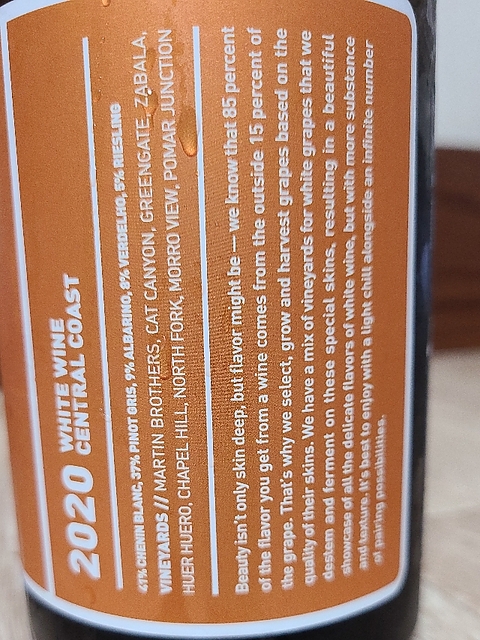 2020 WHITE WINE
CENTRAL COAST
41% CHENIN BLANC, 37% PINOT GRIS, 9% ALBARINO, 8% VERDELHO, 5% RIESLING
VINEYARDS // MARTIN BROTHERS, CAT CANYON, GREENGATE, ZABALA,
HUER HUERO, CHAPEL HILL, NORTH FORK, MORRO VIEW, POMAR JUNCTION
Beauty isn't only skin deep, but flavor might be — we know that 85 percent
of the flavor you get from a wine comes from the outside 15 percent of
the grape. That's why we select, grow and harvest grapes based on the
quality of their skins. We have a mix of vineyards for white grapes that we
destem and ferment on these special skins, resulting in a beautiful
showcase of all the delicate flavors of white wine, but with more substance
and texture. It's best to enjoy with a light chill alongside an infinite number
of pairing possibilities.